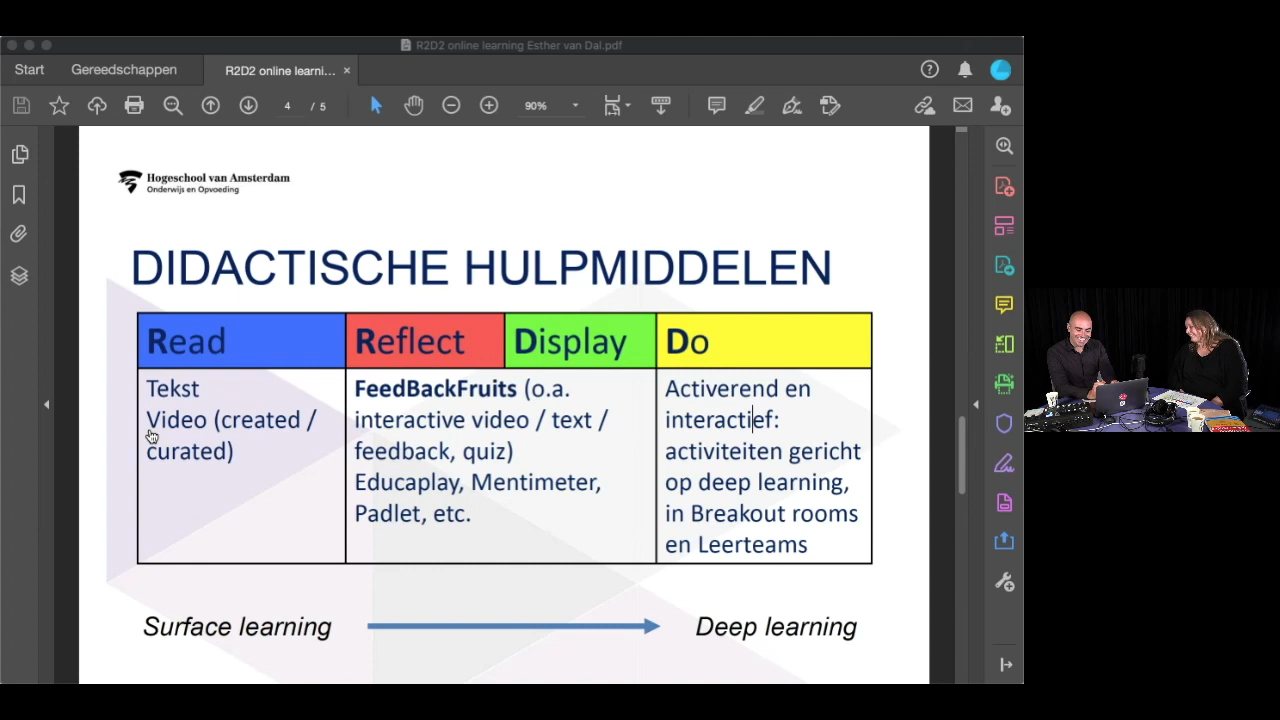 R2D2 online learning Esther van Dal.pdf
Start
Gereedschappen
R2D2 online learni... ×
4 / 5
90%
Hogeschool van Amsterdam
Onderwijs en Opvoeding
DIDACTISCHE HULPMIDDELEN
Read
Reflect
Display
Do
Tekst
Video (created /
curated)
FeedBackFruits (o.a.
interactive video / text /
feedback, quiz)
Educaplay, Mentimeter,
Padlet, etc.
Activerend en
interactief:
activiteiten gericht
op deep learning,
in Breakout rooms
en Leerteams
Surface learning
Deep learning